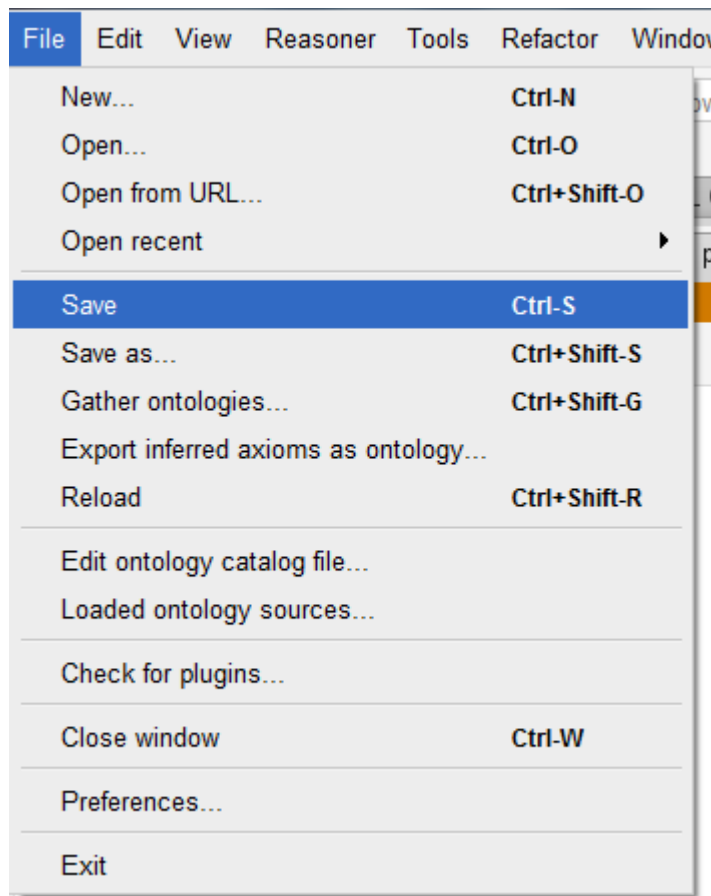 File Edit View Reasoner Tools Refactor
New... Ctrl-N
Open... Ctrl-O
Open from URL... Ctrl+Shift-O
Open recent
Save Ctrl-S
Save as... Ctrl+Shift-S
Gather ontologies... Ctrl+Shift-G
Export inferred axioms as ontology...
Reload Ctrl+Shift-R
Edit ontology catalog file...
Loaded ontology sources...
Check for plugins...
Close window Ctrl-W
Preferences...
Exit